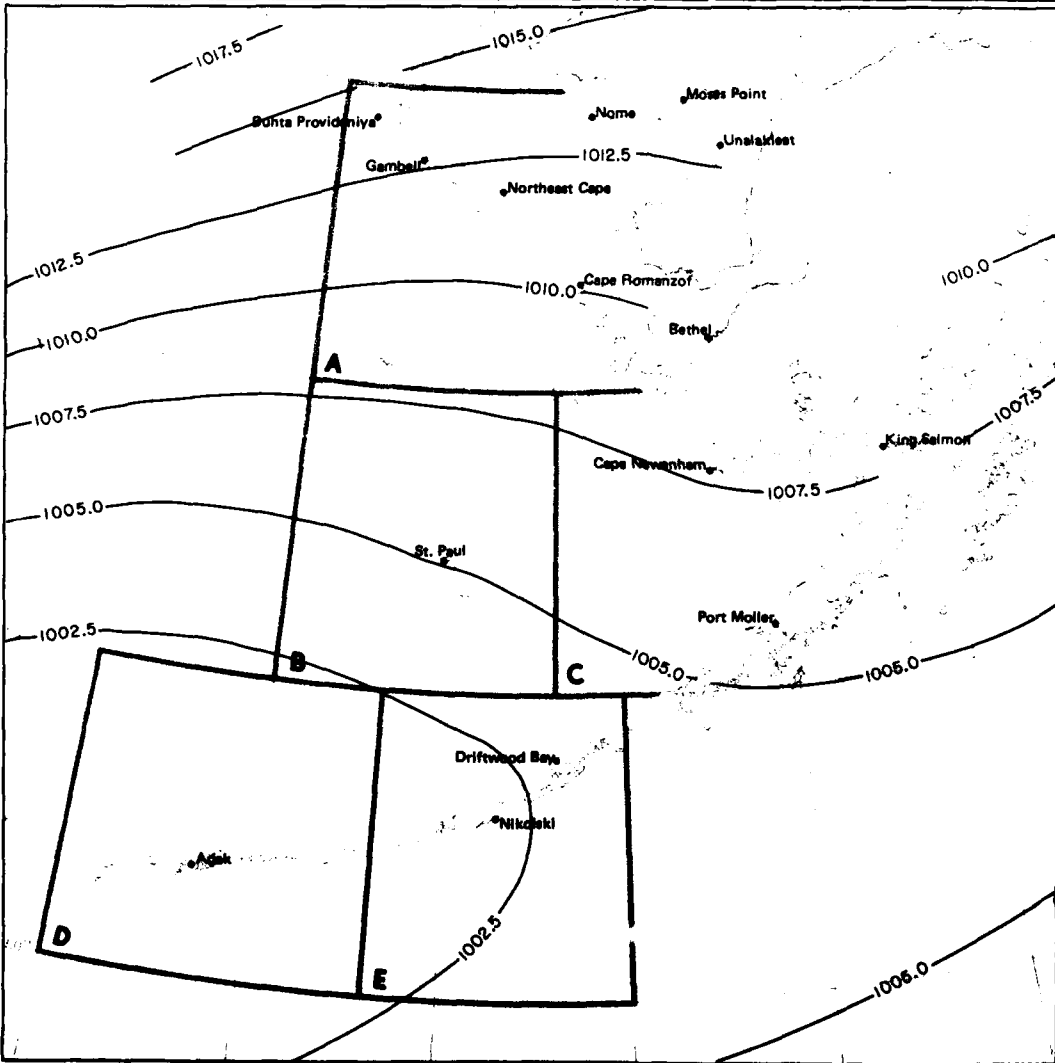 1015.0
1017.5
Moses Point
Nome
Buhta Provideniya
Unalakleet
1012.5
Gambell
Northeast Cape
1012.5
1010.0
Cape Romanzof
1010.0
Bethel
1010.0
A
1007.5
1007.5
King Salmon
Cape Newenham
1007.5
1005.0
St. Paul
Port Moller
1002.5
B
1005.0
C
1005.0
Driftwood Bay
Nikolski
Adak
D
1002.5
E
1005.0